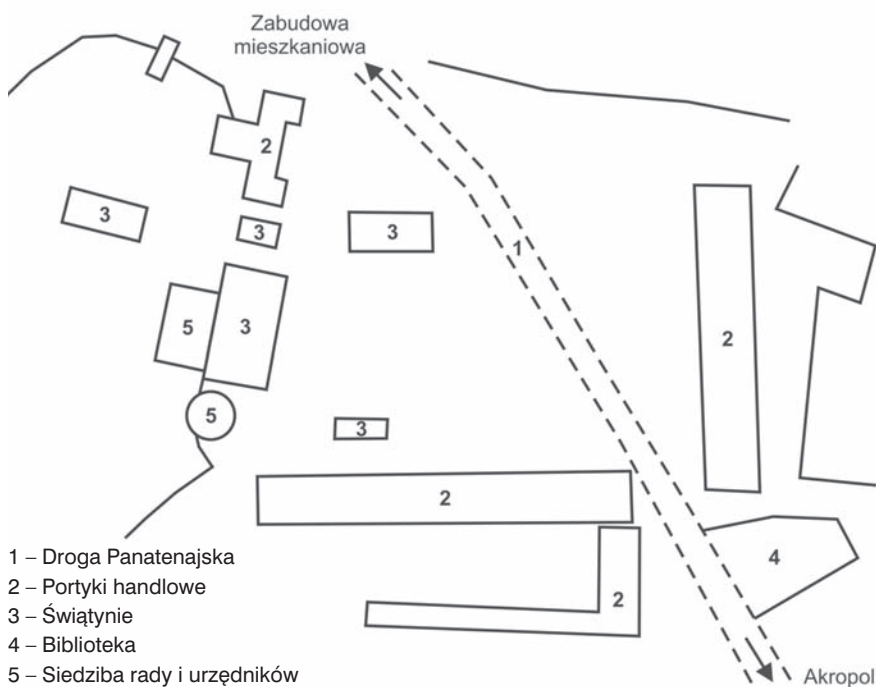 Zabudowa
mieszkaniowa
2
3
3
3
1
5
3
2
5
3
2
4
2
1 – Droga Panatenajska
2 – Portyki handlowe
3 – Świątynie
4 – Biblioteka
5 – Siedziba rady i urzędników
Akropol